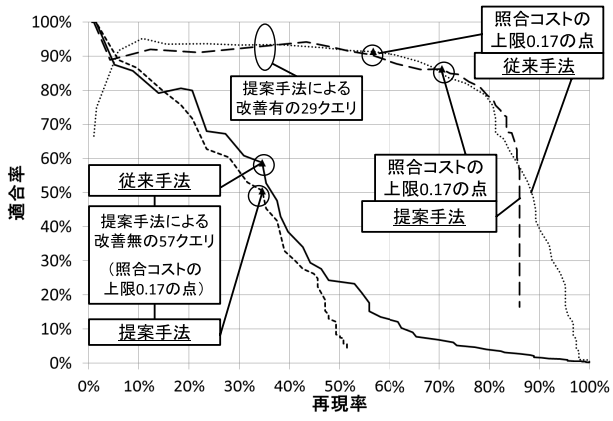 100%
90%
80%
70%
60%
50%
40%
30%
20%
10%
0%
適合率
0%
10%
20%
30%
40%
50%
60%
70%
80%
90%
100%
再現率
照合コストの
上限0.17の点
従来手法
提案手法による
改善有の29クエリ
照合コストの
上限0.17の点
提案手法
従来手法
提案手法による
改善無の57クエリ
（照合コストの
上限0.17の点）
提案手法